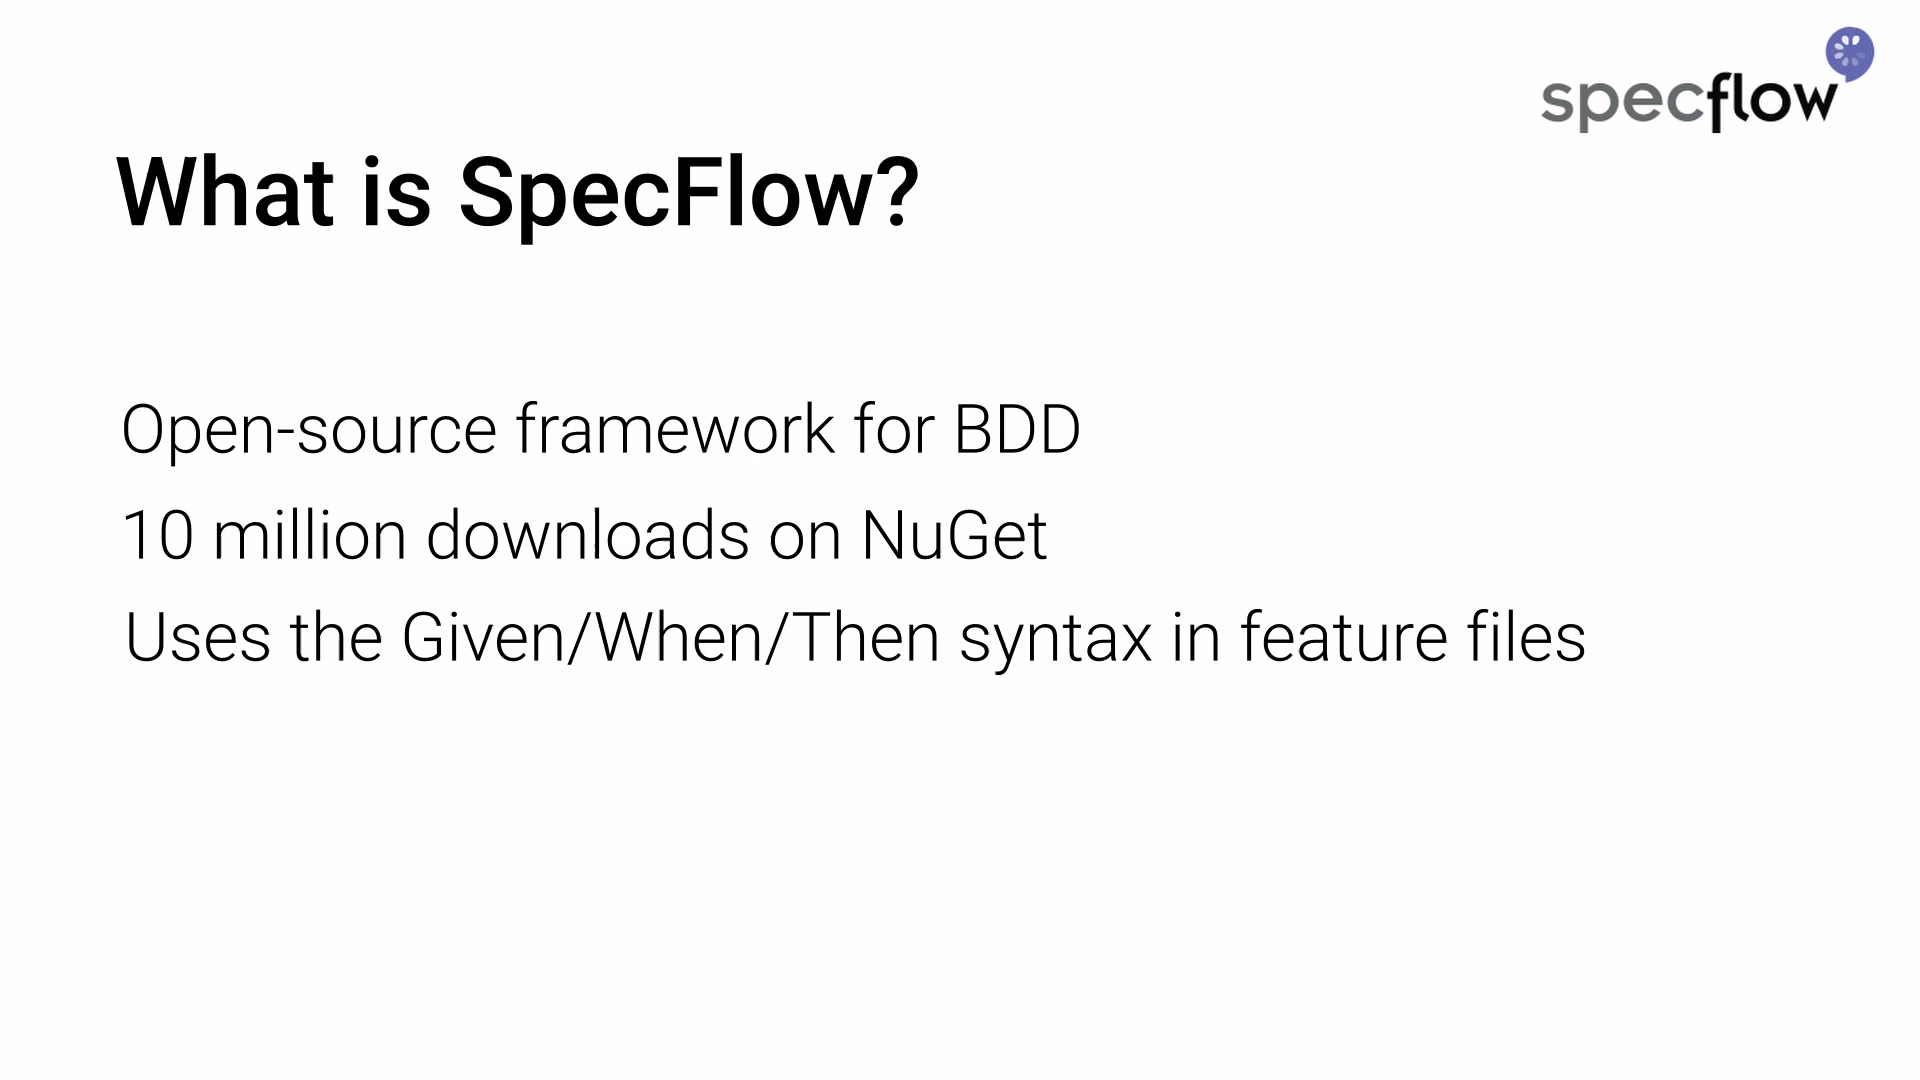 specflow
What is SpecFlow?
Open-source framework for BDD
10 million downloads on NuGet
Uses the Given/When/Then syntax in feature files